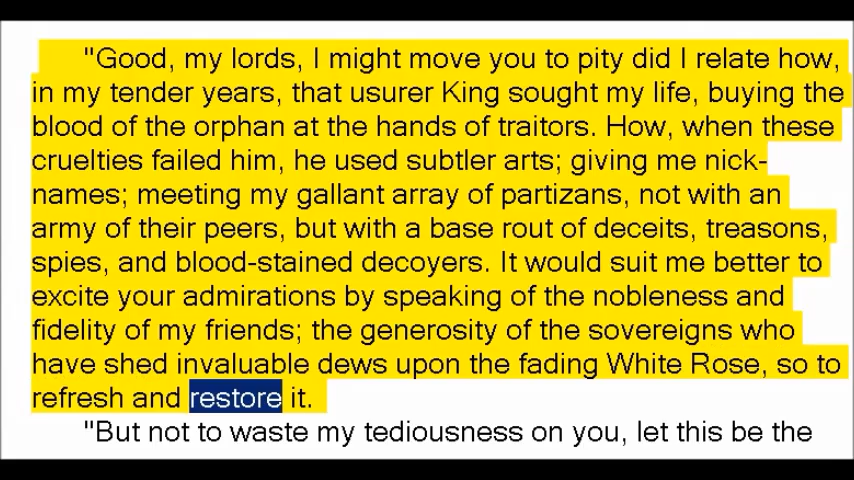 "Good, my lords, I might move you to pity did I relate how,
in my tender years, that usurer King sought my life, buying the
blood of the orphan at the hands of traitors. How, when these
cruelties failed him, he used subtler arts; giving me nick-
names; meeting my gallant array of partizans, not with an
army of their peers, but with a base rout of deceits, treasons,
spies, and blood-stained decoyers. It would suit me better to
excite your admirations by speaking of the nobleness and
fidelity of my friends; the generosity of the sovereigns who
have shed invaluable dews upon the fading White Rose, so to
refresh and restore it.
"But not to waste my tediousness on you, let this be the